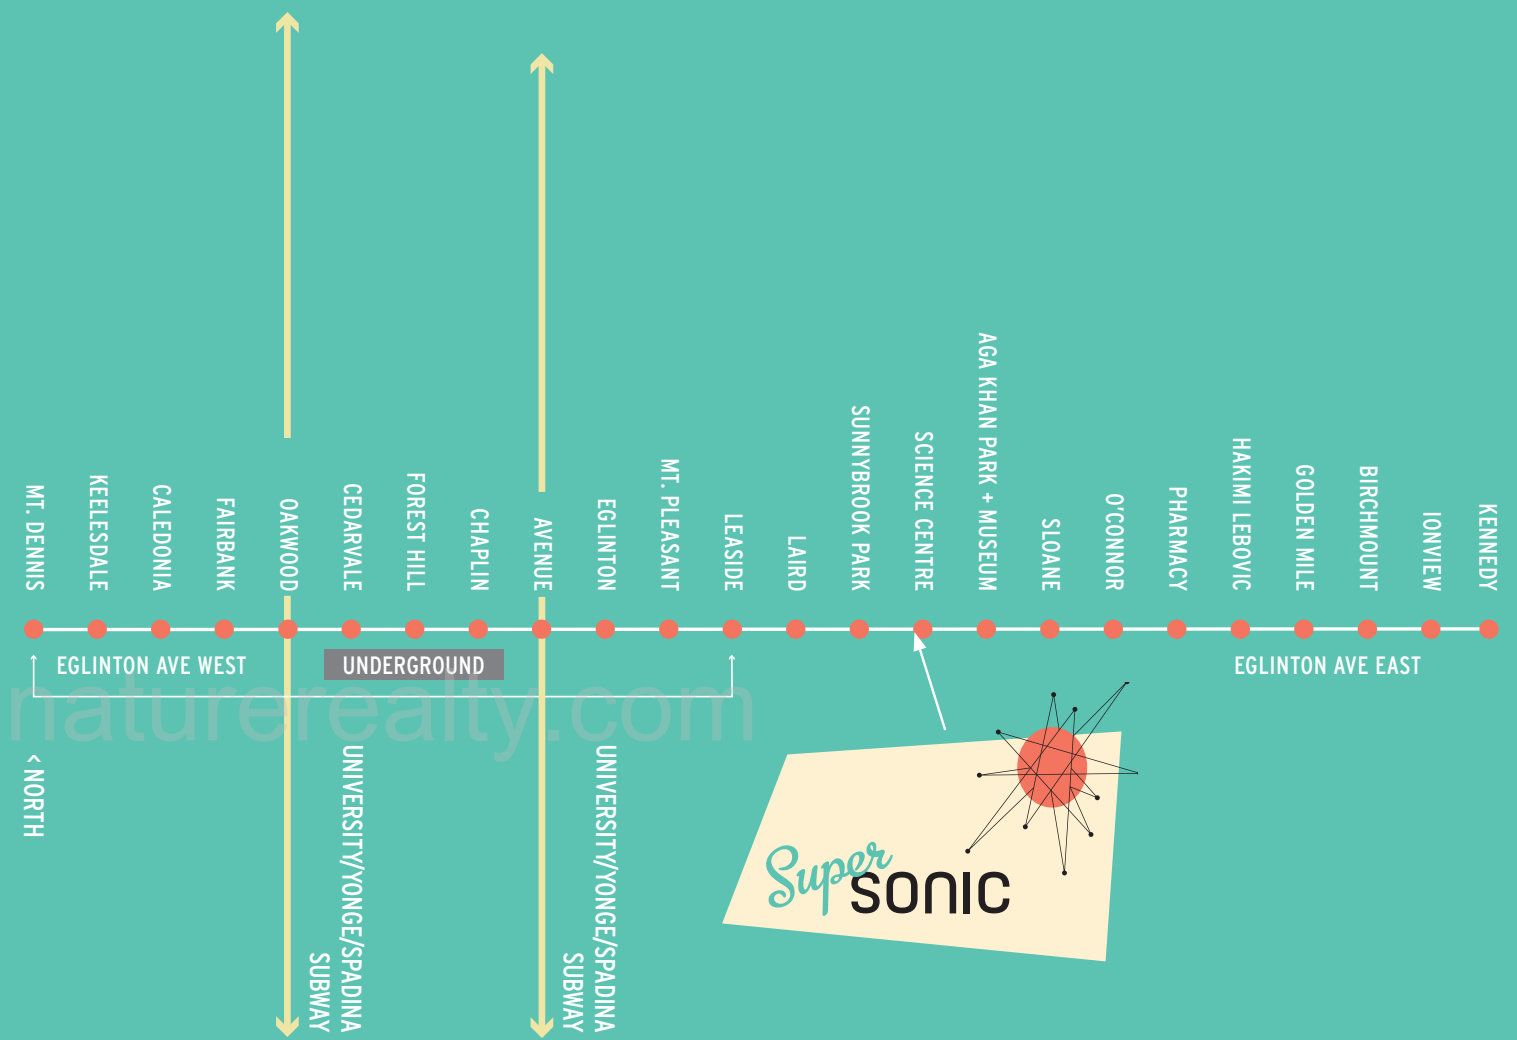 MT. DENNIS
KEELESDALE
CALEDONIA
FAIRBANK
OAKWOOD
CEDARVALE
FOREST HILL
CHAPLIN
AVENUE
EGLINTON
MT. PLEASANT
LEASIDE
LAIRD
SUNNYBROOK PARK
SCIENCE CENTRE
AGA KHAN PARK + MUSEUM
SLOANE
O'CONNOR
PHARMACY
HAKIMI LEBOVIC
GOLDEN MILE
BIRCHMOUNT
IONVIEW
KENNEDY
EGLINTON AVE WEST
UNDERGROUND
EGLINTON AVE EAST
naturerealty.com
< NORTH
UNIVERSITY/YONGE/SPADINA
SUBWAY
UNIVERSITY/YONGE/SPADINA
SUBWAY
Super
SONIC